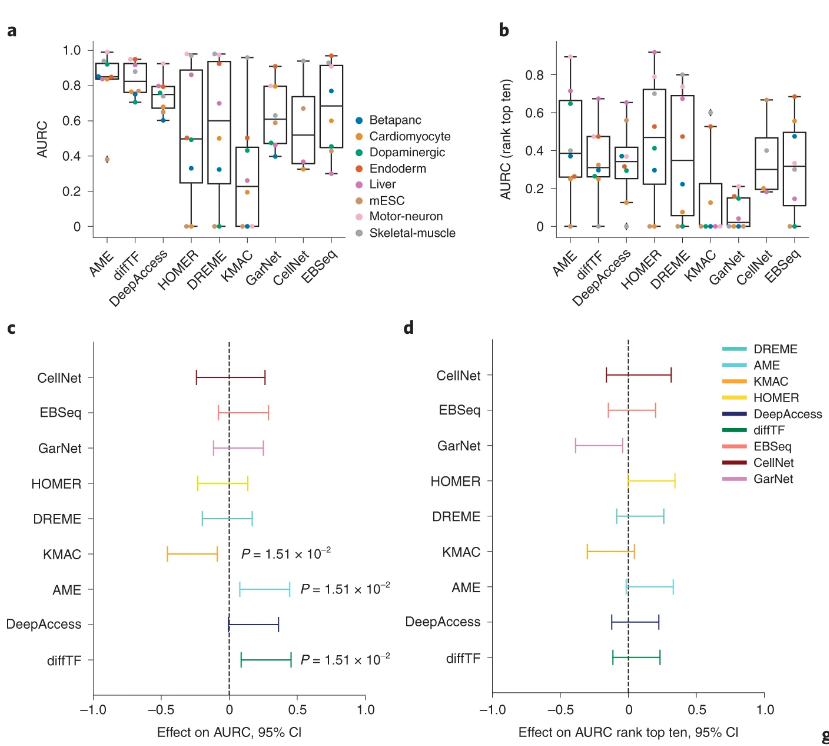 a
1.0
0.8
0.6
0.4
0.2
0
AURC
AME
diffTF
DeepAccess
HOMER
DREME
KMAC
GarNet
CellNet
EBSeq
Betapanc
Cardiomyocyte
Dopaminergic
Endoderm
Liver
mESC
Motor-neuron
Skeletal-muscle
b
0.8
0.6
0.4
0.2
0
AURC (rank top ten)
AME
diffTF
DeepAccess
HOMER
DREME
KMAC
GarNet
CellNet
EBSeq
c
CellNet
EBSeq
GarNet
HOMER
DREME
KMAC
P = 1.51 × 10⁻²
AME
P = 1.51 × 10⁻²
DeepAccess
diffTF
P = 1.51 × 10⁻²
−1.0 −0.5 0 0.5 1.0
Effect on AURC, 95% CI
d
CellNet
EBSeq
GarNet
HOMER
DREME
KMAC
AME
DeepAccess
diffTF
−1.0 −0.5 0 0.5 1.0
Effect on AURC rank top ten, 95% CI
DREME
AME
KMAC
HOMER
DeepAccess
diffTF
EBSeq
CellNet
GarNet
g